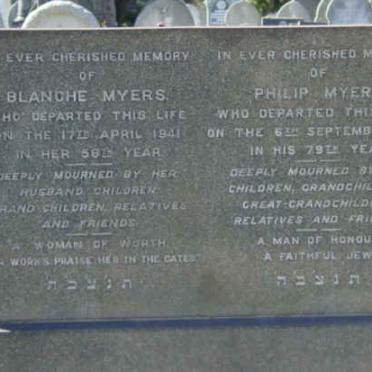 EVER CHERISHED MEMORY
OF
BLANCHE MYERS.
WHO DEPARTED THIS LIFE
ON THE 17TH APRIL 1941
IN HER 56TH YEAR
DEEPLY MOURNED BY HER
HUSBAND CHILDREN
GRAND CHILDREN, RELATIVES
AND FRIENDS.
A WOMAN OF WORTH.
WORKS PRAISE HER IN THE GATES
ת נ צ ב ה
IN EVER CHERISHED M
OF
PHILIP MYER
WHO DEPARTED THI
ON THE 6TH SEPTEMBE
IN HIS 79TH YEA
DEEPLY MOURNED B
CHILDREN, GRANDCHILD
GREAT-GRANDCHILD
RELATIVES AND FRI
A MAN OF HONOU
A FAITHFUL JEW
ת נ צ ב ה